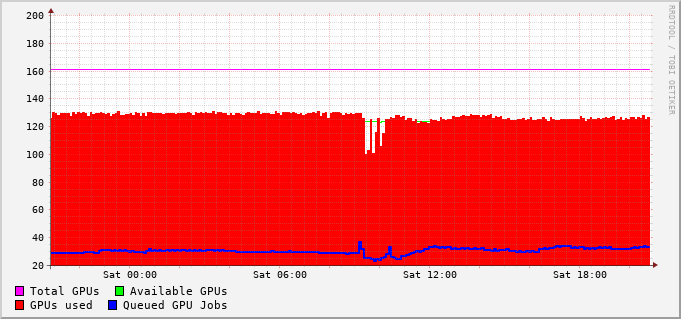 200
180
160
140
120
100
80
60
40
20
Sat 00:00 Sat 06:00 Sat 12:00 Sat 18:00
Total GPUs Available GPUs
GPUs used Queued GPU Jobs
RRDTOOL / TOBI OETIKER